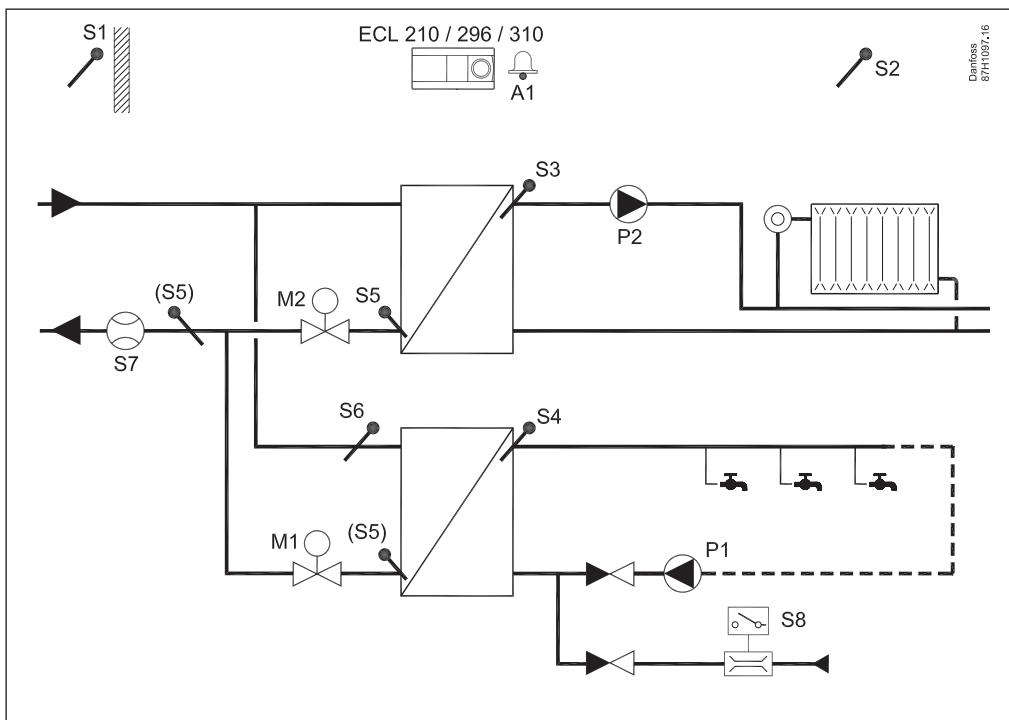 S1
ECL 210 / 296 / 310
A1
S2
Danfoss
87H1097.16
S3
P2
(S5)
M2
S5
S7
S6
S4
M1
(S5)
P1
S8